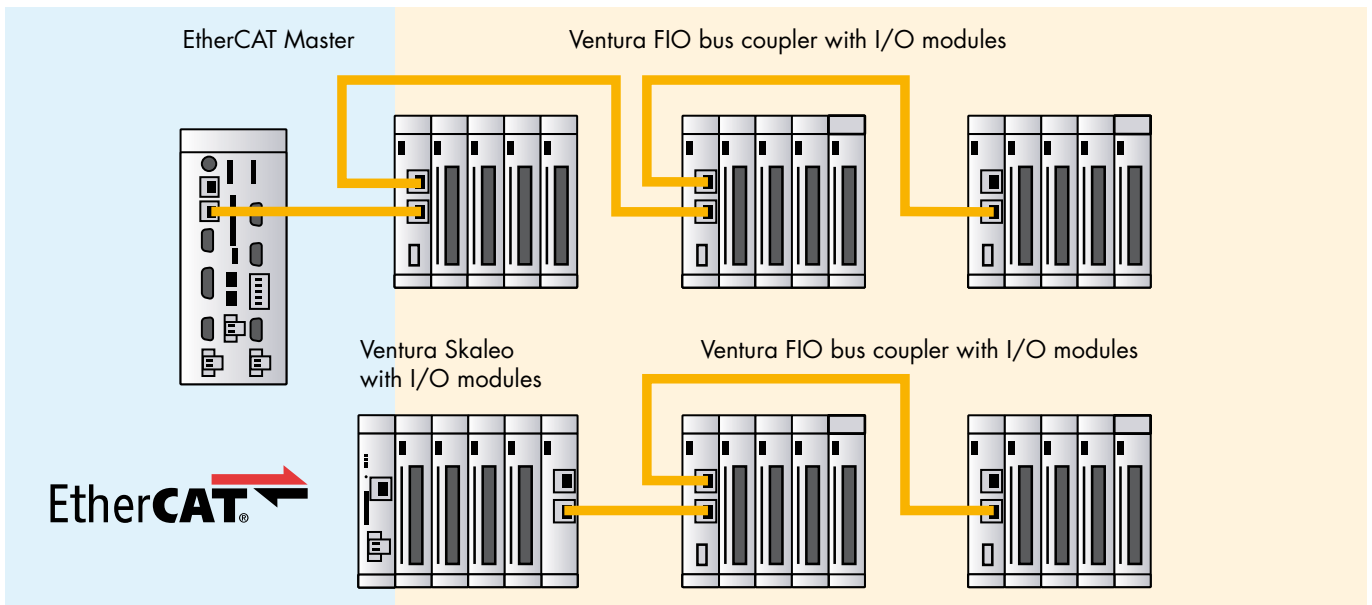 EtherCAT Master
Ventura FIO bus coupler with I/O modules
Ventura Skaleo
with I/O modules
Ventura FIO bus coupler with I/O modules
EtherCAT®